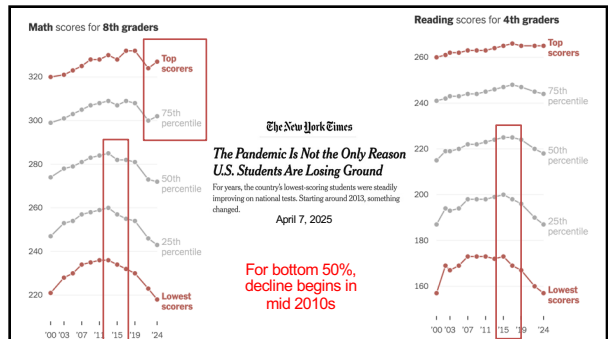 Math scores for 8th graders
320
300
280
260
240
220
Top
scorers
75th
percentile
50th
percentile
25th
percentile
Lowest
scorers
'00 '03 '07 '11 '15 '19 '24
The New York Times
The Pandemic Is Not the Only Reason
U.S. Students Are Losing Ground
For years, the country's lowest-scoring students were steadily
improving on national tests. Starting around 2013, something
changed.
April 7, 2025
For bottom 50%,
decline begins in
mid 2010s
Reading scores for 4th graders
260
240
220
200
180
160
Top
scorers
75th
percentile
50th
percentile
25th
percentile
Lowest
scorers
'00 '03 '07 '11 '15 '19 '24